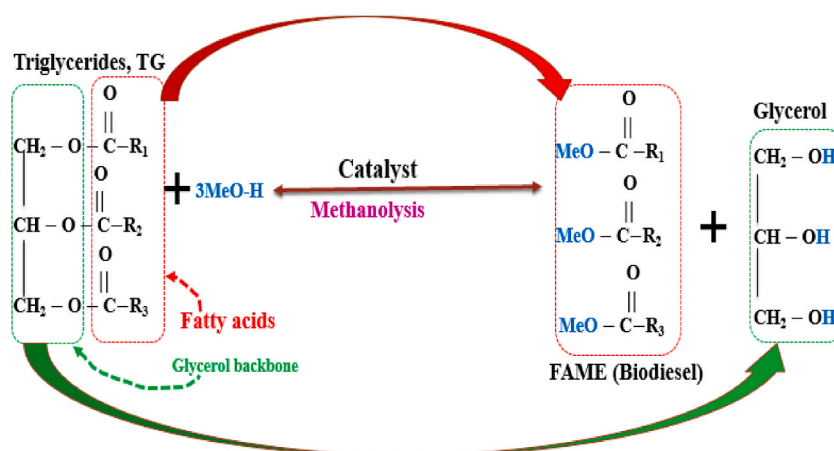 Triglycerides, TG
O
||
CH₂ – O – C–R₁
O
||
CH – O – C–R₂
O
||
CH₂ – O – C–R₃
Fatty acids
Glycerol backbone
+
3MeO-H
Catalyst
Methanolysis
O
||
MeO – C–R₁
O
||
MeO – C–R₂
O
||
MeO – C–R₃
FAME (Biodiesel)
+
Glycerol
CH₂ – OH
CH – OH
CH₂ – OH